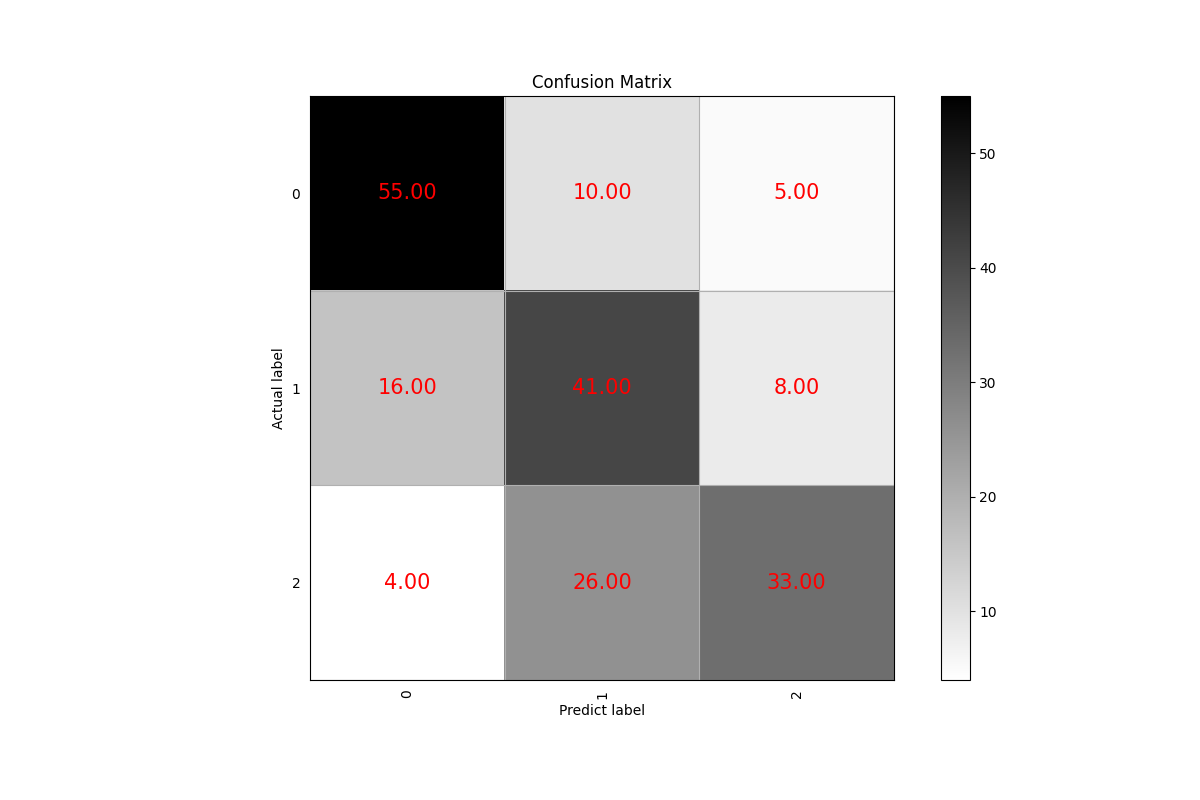 Confusion Matrix
0 55.00 10.00 5.00
1 16.00 41.00 8.00
2 4.00 26.00 33.00
0 1 2
Actual label
Predict label
50
40
30
20
10